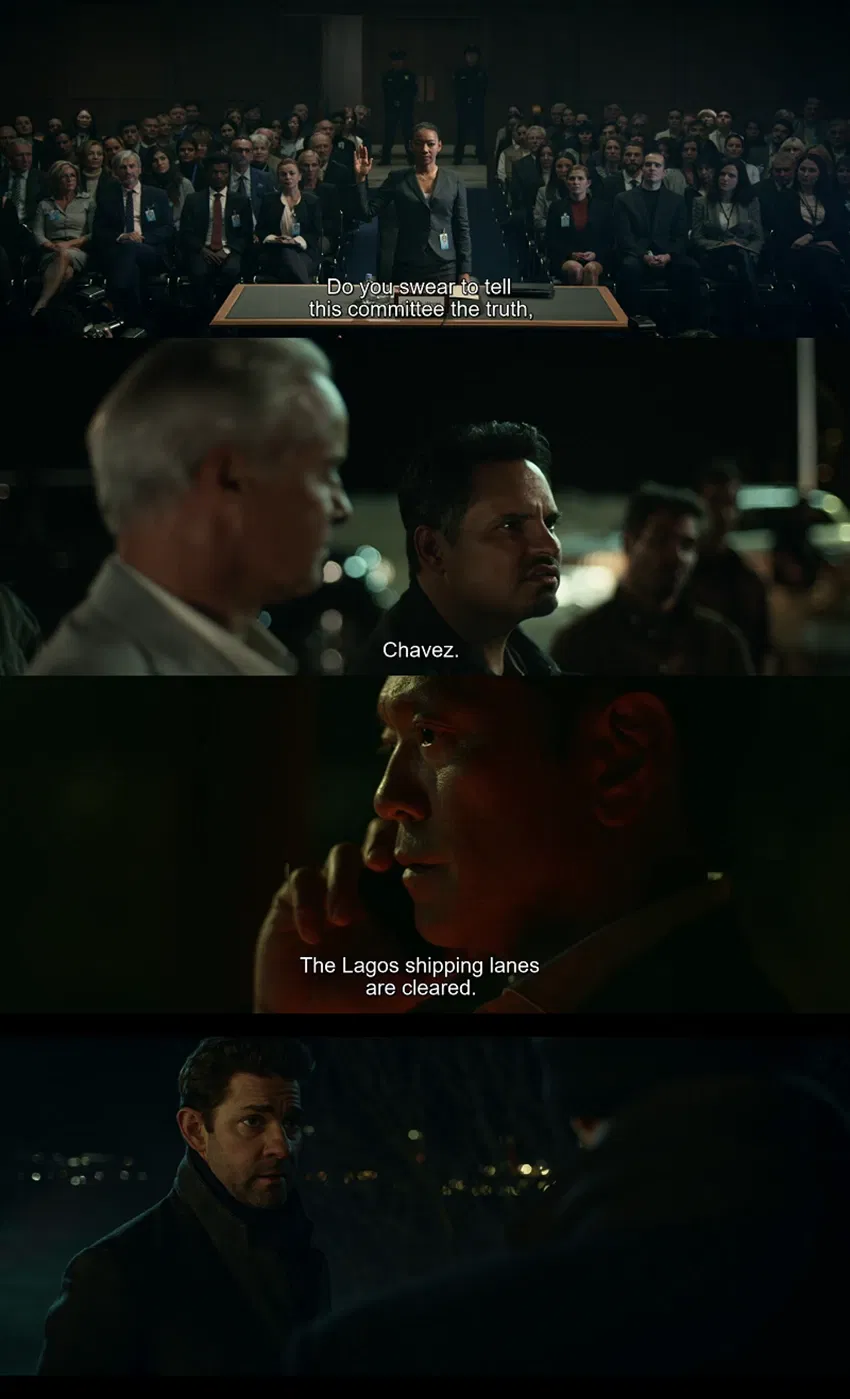 Do you swear to tell
this committee the truth,
Chavez.
The Lagos shipping lanes
are cleared.